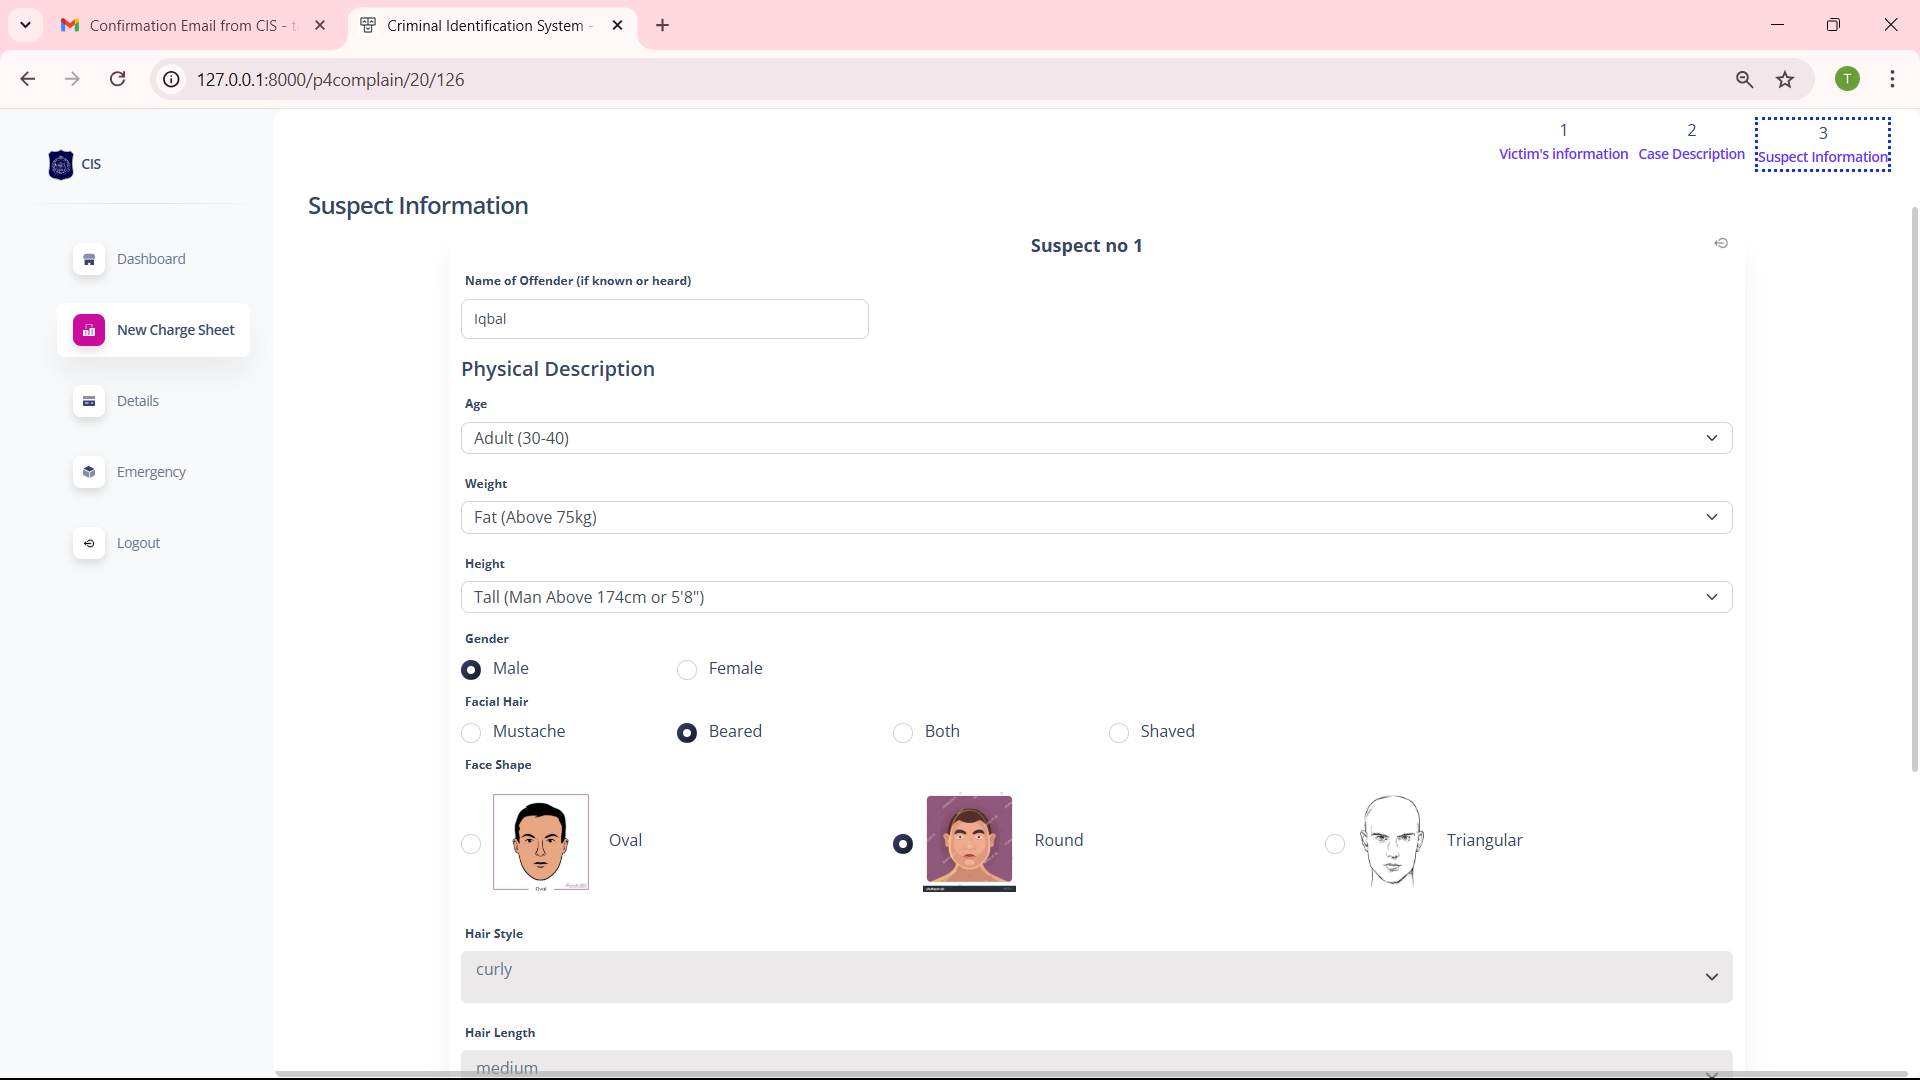 Confirmation Email from CIS - t
Criminal Identification System -
127.0.0.1:8000/p4complain/20/126
T
CIS
Dashboard
New Charge Sheet
Details
Emergency
Logout
1
Victim's information
2
Case Description
3
Suspect Information
Suspect Information
Suspect no 1
Name of Offender (if known or heard)
Iqbal
Physical Description
Age
Adult (30-40)
Weight
Fat (Above 75kg)
Height
Tall (Man Above 174cm or 5'8")
Gender
Male Female
Facial Hair
Mustache Beared Both Shaved
Face Shape
Oval Round Triangular
Oval
Hair Style
curly
Hair Length
medium